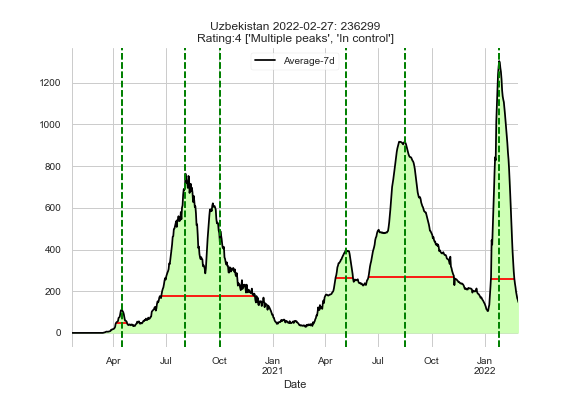 Uzbekistan 2022-02-27: 236299
Rating:4 ['Multiple peaks', 'In control']
Average-7d
1200
1000
800
600
400
200
0
Apr Jul Oct Jan Apr Jul Oct Jan
2021 2022
Date